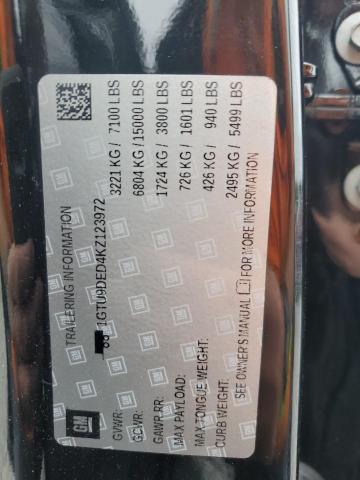 GM
TRAILERING INFORMATION
1GTU9DED4KZ123972
GVWR: 3221 KG / 7100 LBS
GCWR: 6804 KG / 15000 LBS
GAWR RR: 1724 KG / 3800 LBS
MAX PAYLOAD: 726 KG / 1601 LBS
MAX TONGUE WEIGHT: 426 KG / 940 LBS
CURB WEIGHT: 2495 KG / 5499 LBS
SEE OWNER'S MANUAL FOR MORE INFORMATION